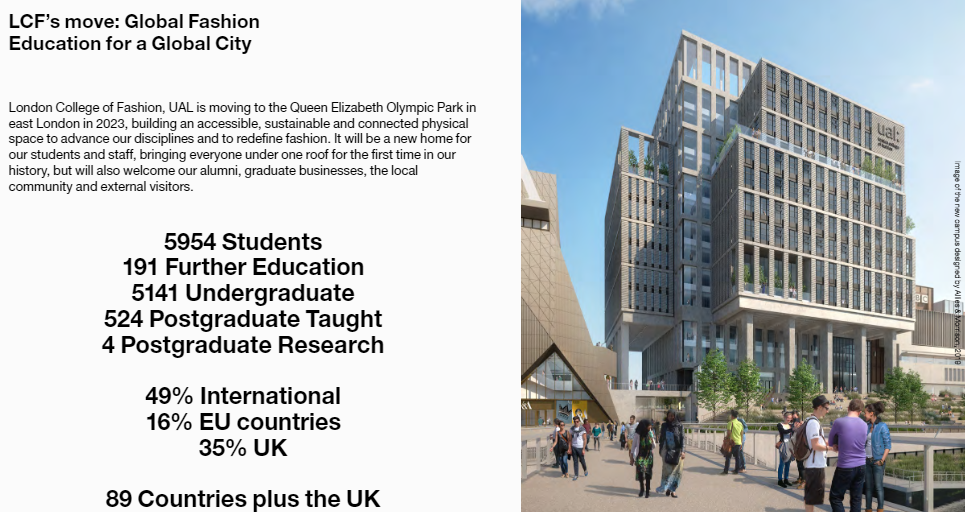 LCF’s move: Global Fashion
Education for a Global City
London College of Fashion, UAL is moving to the Queen Elizabeth Olympic Park in
east London in 2023, building an accessible, sustainable and connected physical
space to advance our disciplines and to redefine fashion. It will be a new home for
our students and staff, bringing everyone under one roof for the first time in our
history, but will also welcome our alumni, graduate businesses, the local
community and external visitors.
5954 Students
191 Further Education
5141 Undergraduate
524 Postgraduate Taught
4 Postgraduate Research
49% International
16% EU countries
35% UK
89 Countries plus the UK
ual:
Image of the new campus designed by Allies & Morrison, 2019